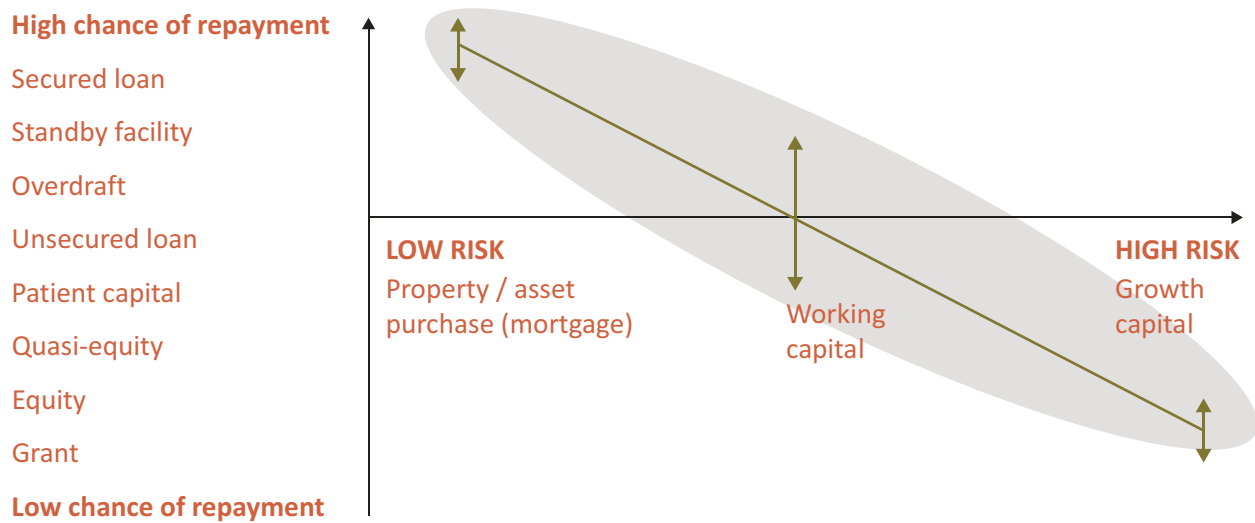 High chance of repayment
Secured loan
Standby facility
Overdraft
Unsecured loan
Patient capital
Quasi-equity
Equity
Grant
Low chance of repayment
LOW RISK
Property / asset
purchase (mortgage)
Working
capital
HIGH RISK
Growth
capital